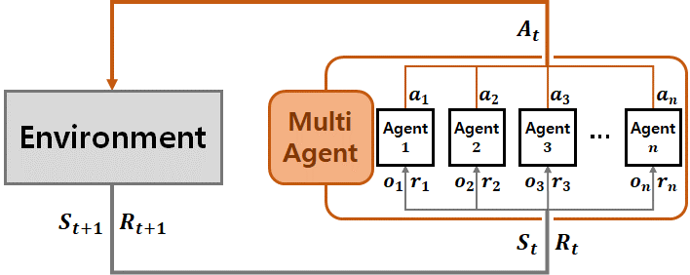 A_t
Environment
Multi
Agent
a_1 a_2 a_3 a_n
Agent 1
Agent 2
Agent 3
...
Agent n
o_1 r_1 o_2 r_2 o_3 r_3 o_n r_n
S_{t+1} R_{t+1}
S_t R_t